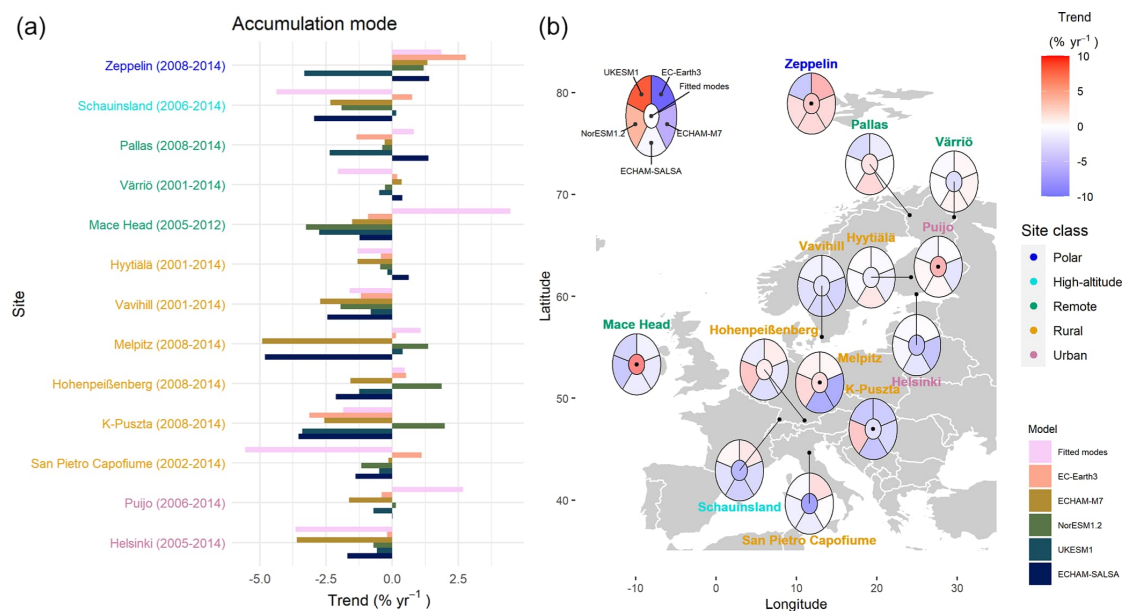 (a)
Accumulation mode
Site
Zeppelin (2008-2014)
Schauinsland (2006-2014)
Pallas (2008-2014)
Värriö (2001-2014)
Mace Head (2005-2012)
Hyytiälä (2001-2014)
Vavihill (2001-2014)
Melpitz (2008-2014)
Hohenpeißenberg (2008-2014)
K-Puszta (2008-2014)
San Pietro Capofiume (2002-2014)
Puijo (2006-2014)
Helsinki (2005-2014)
-5.0 -2.5 0.0 2.5
Trend (% yr⁻¹)
(b)
Latitude
80
70
60
50
40
UKESM1
EC-Earth3
Fitted modes
NorESM1.2
ECHAM-M7
ECHAM-SALSA
Zeppelin
Pallas
Värriö
Puijo
Vavihill
Hyytiälä
Mace Head
Hohenpeißenberg
Melpitz
Helsinki
K-Puszta
Schauinsland
San Pietro Capofiume
-10 0 10 20 30
Longitude
Trend
(% yr⁻¹)
10
5
0
-5
-10
Site class
Polar
High-altitude
Remote
Rural
Urban
Model
Fitted modes
EC-Earth3
ECHAM-M7
NorESM1.2
UKESM1
ECHAM-SALSA